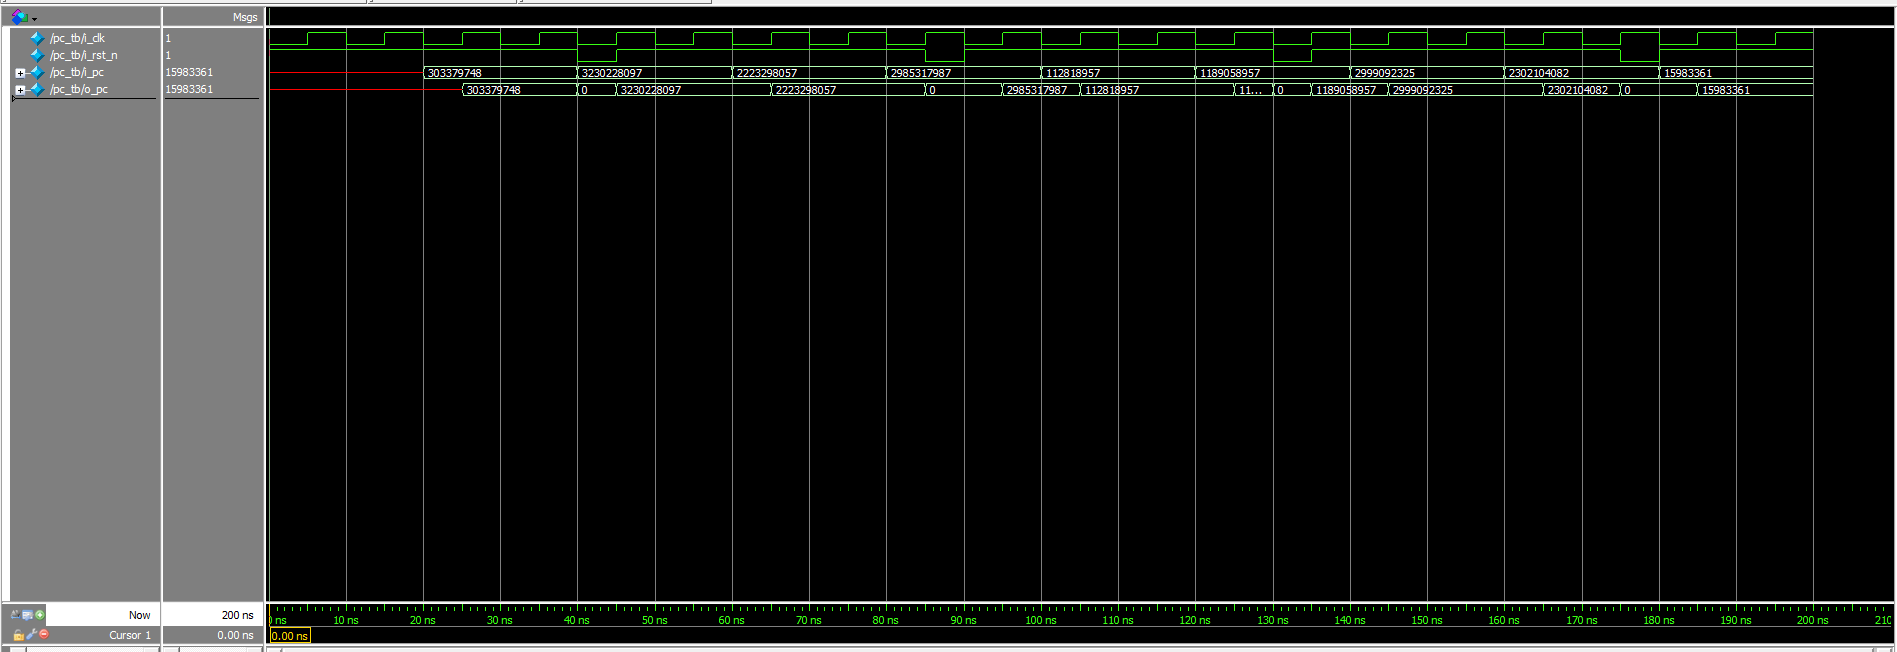 Msgs
/pc_tb/i_clk 1
/pc_tb/i_rst_n 1
/pc_tb/i_pc 15983361 303379748 3230228097 2223298057 2985317987 112818957 1189058957 2999092325 2302104082 15983361
/pc_tb/o_pc 15983361 303379748 0 3230228097 2223298057 0 2985317987 112818957 11... 0 1189058957 2999092325 2302104082 0 15983361
Now 200 ns
ns 10 ns 20 ns 30 ns 40 ns 50 ns 60 ns 70 ns 80 ns 90 ns 100 ns 110 ns 120 ns 130 ns 140 ns 150 ns 160 ns 170 ns 180 ns 190 ns 200 ns 210
Cursor 1 0.00 ns 0.00 ns